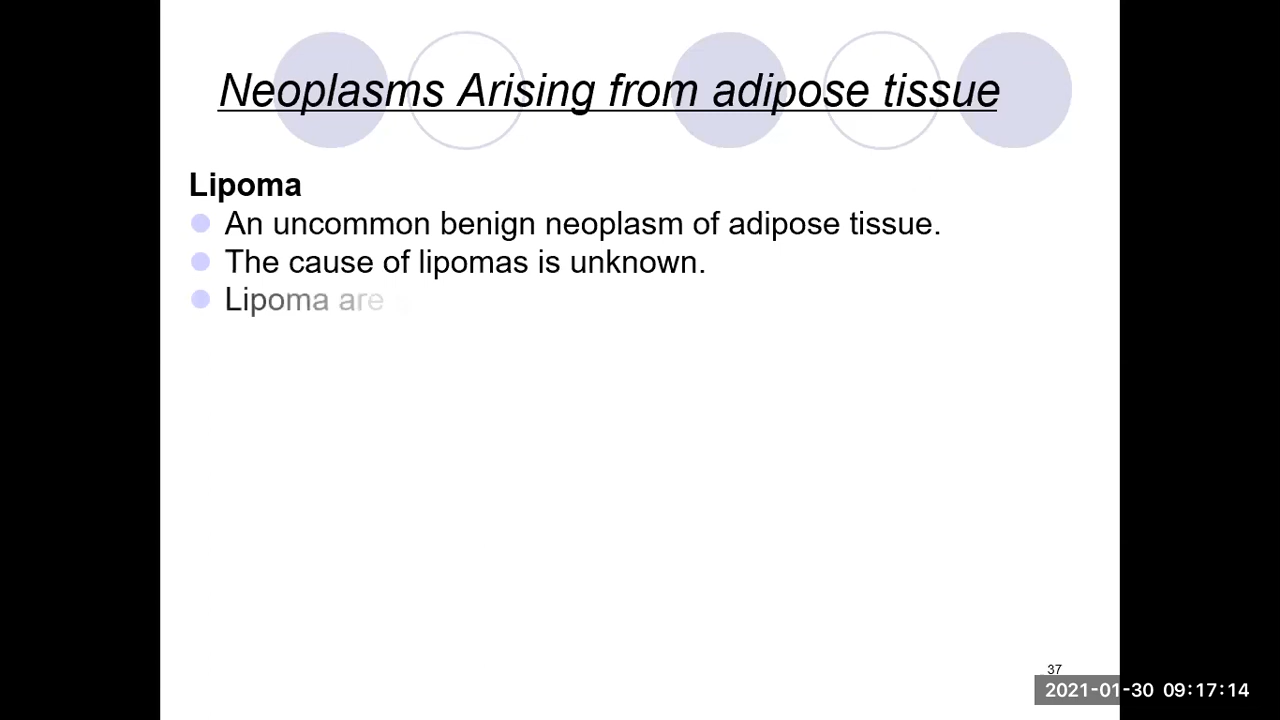 Neoplasms Arising from adipose tissue
Lipoma
An uncommon benign neoplasm of adipose tissue.
The cause of lipomas is unknown.
Lipoma are
37
2021-01-30 09:17:14